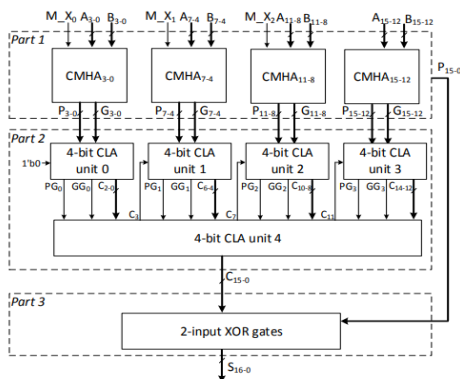 M_X₀ A₃₋₀ B₃₋₀ M_X₁ A₇₋₄ B₇₋₄ M_X₂ A₁₁₋₈ B₁₁₋₈ A₁₅₋₁₂ B₁₅₋₁₂
Part 1
CMHA₃₋₀ CMHA₇₋₄ CMHA₁₁₋₈ CMHA₁₅₋₁₂
P₁₅₋₀
P₃₋₀ G₃₋₀ P₇₋₄ G₇₋₄ P₁₁₋₈ G₁₁₋₈ P₁₅₋₁₂ G₁₅₋₁₂
Part 2
4-bit CLA 4-bit CLA 4-bit CLA 4-bit CLA
1'b0
unit 0 unit 1 unit 2 unit 3
PG₀ GG₀ C₂₋₀ PG₁ GG₁ C₆₋₄ PG₂ GG₂ C₁₀₋₈ PG₃ GG₃ C₁₄₋₁₂
C₃ C₇ C₁₁
4-bit CLA unit 4
C₁₅₋₀
Part 3
2-input XOR gates
S₁₆₋₀